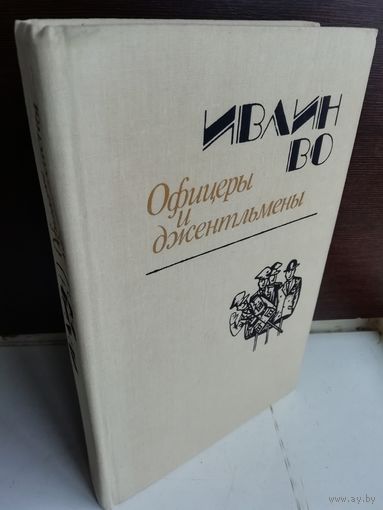 ИВЛИН
ВО
Офицеры
и
джентльмены
www.ay.by